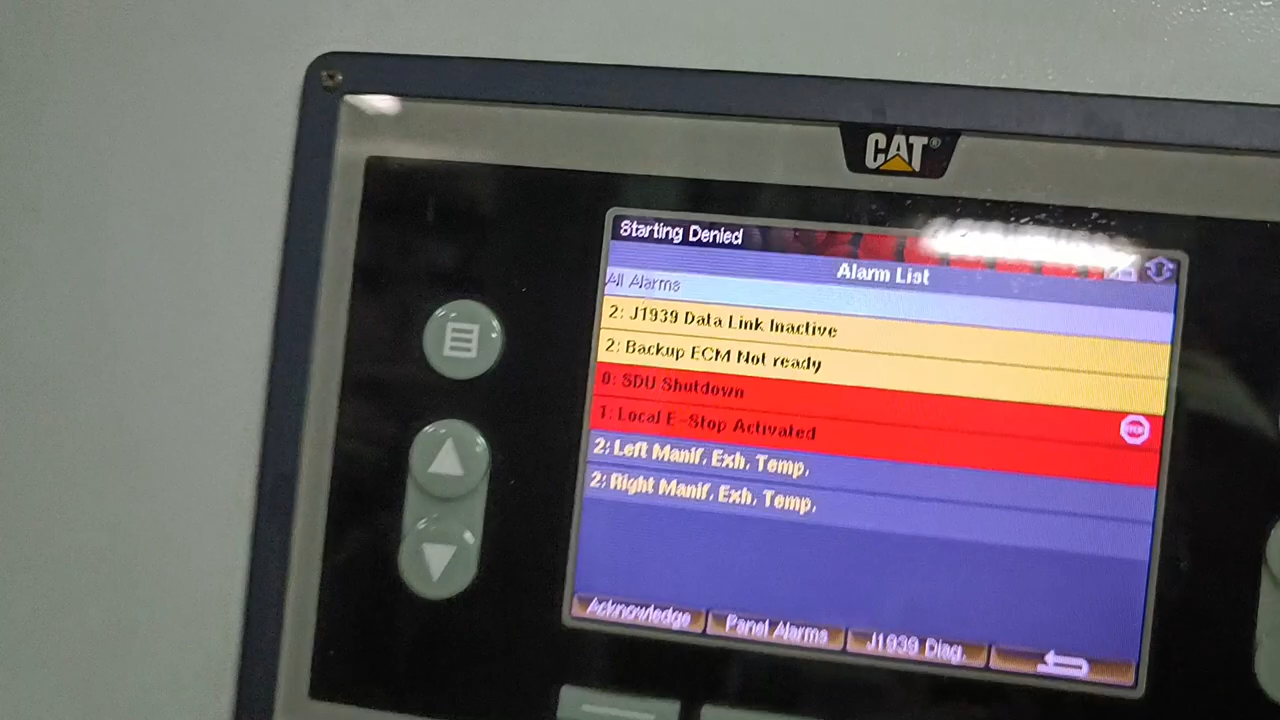 CAT®
Starting Denied
Alarm List
All Alarms
2: J1939 Data Link Inactive
2: Backup ECM Not ready
0: SDU Shutdown
1: Local E-Stop Activated
STOP
2: Left Manif. Exh. Temp.
2: Right Manif. Exh. Temp.
Acknowledge
Panel Alarms
J1939 Diag.